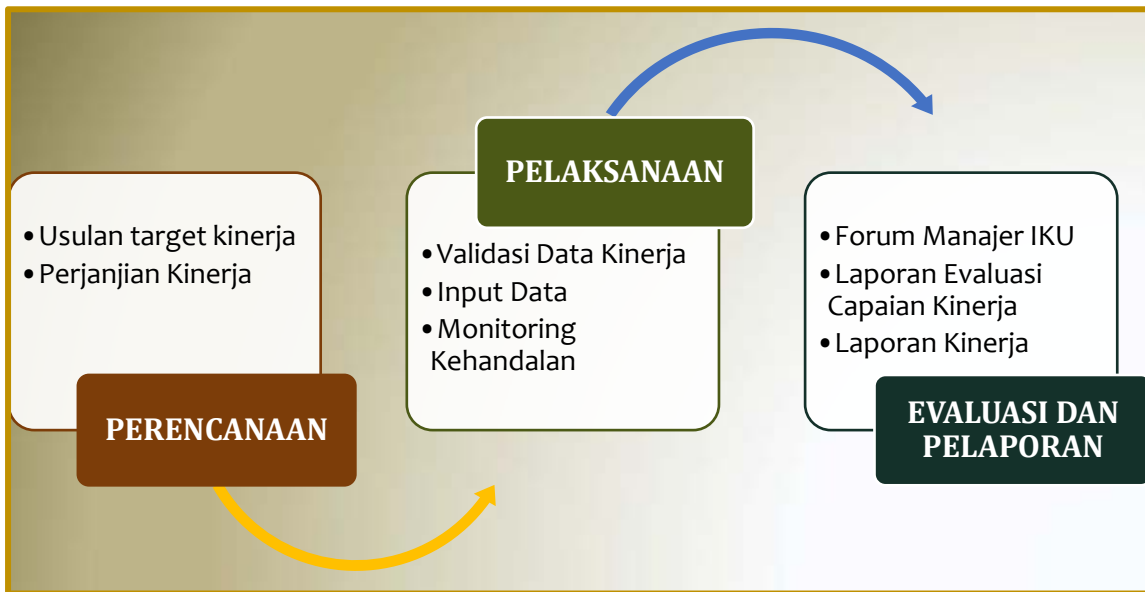 • Usulan target kinerja
• Perjanjian Kinerja
PERENCANAAN
PELAKSANAAN
• Validasi Data Kinerja
• Input Data
• Monitoring
Kehandalan
• Forum Manajer IKU
• Laporan Evaluasi
Capaian Kinerja
• Laporan Kinerja
EVALUASI DAN
PELAPORAN